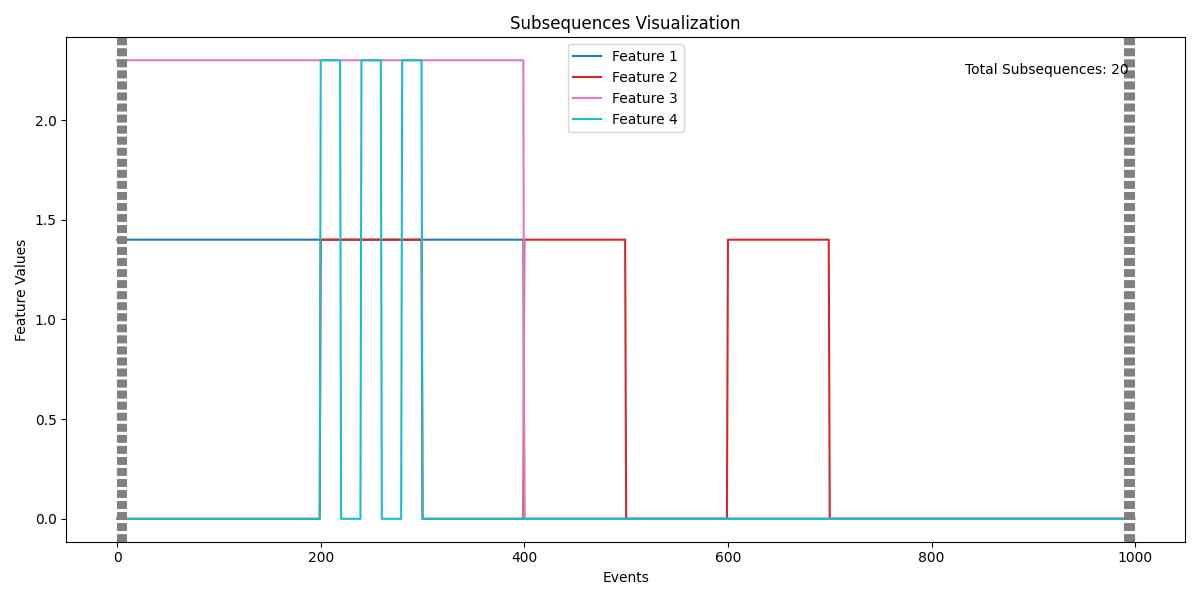 Subsequences Visualization
Feature 1
Feature 2
Feature 3
Feature 4
Total Subsequences: 20
Feature Values
2.0
1.5
1.0
0.5
0.0
0
200
400
600
800
1000
Events